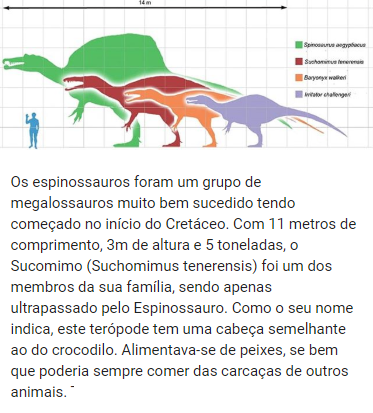 14 m
Spinosaurus aegyptiacus
Suchomimus tenerensis
Baryonyx walkeri
Irritator challengeri
Os espinossauros foram um grupo de
megalossauros muito bem sucedido tendo
começado no início do Cretáceo. Com 11 metros de
comprimento, 3m de altura e 5 toneladas, o
Sucomimo (Suchomimus tenerensis) foi um dos
membros da sua família, sendo apenas
ultrapassado pelo Espinossauro. Como o seu nome
indica, este terópode tem uma cabeça semelhante
ao do crocodilo. Alimentava-se de peixes, se bem
que poderia sempre comer das carcaças de outros
animais. -